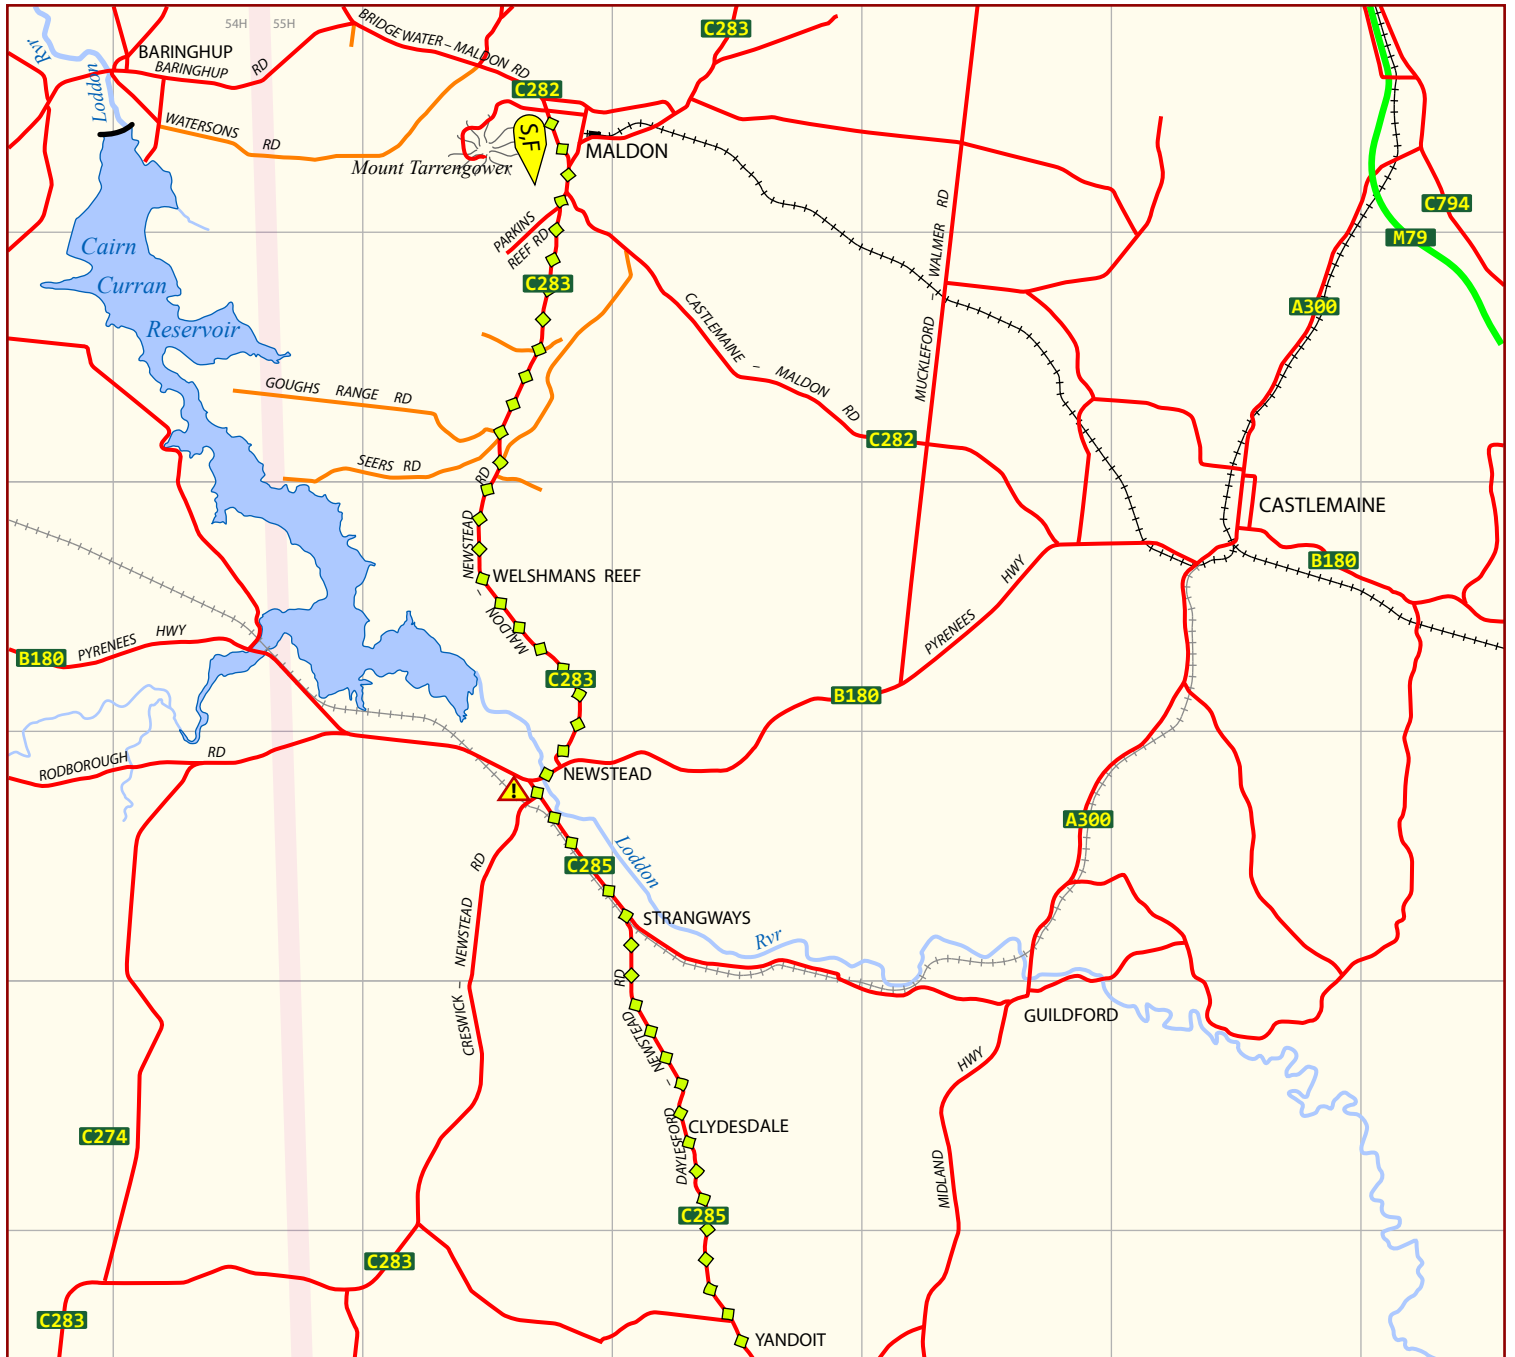 54H 55H
BRIDGEWATER – MALDON RD
C283
Rvr
BARINGHUP
BARINGHUP RD
Loddon
C282
WATERSONS RD
S,F
MALDON
Mount Tarrengower
C794
M79
WALMER RD
PARKINS
REEF RD
Cairn
Curran
Reservoir
C283
A300
CASTLEMAINE – MALDON RD
MUCKLEFORD –
GOUGHS RANGE RD
C282
SEERS RD
RD
NEWSTEAD
–
MALDON
CASTLEMAINE
B180
WELSHMANS REEF
HWY
PYRENEES
PYRENEES HWY
B180
C283
B180
RODBOROUGH RD
NEWSTEAD
!
A300
Loddon
C285
CRESWICK – NEWSTEAD RD
STRANGWAYS
Rvr
RD
NEWSTEAD
–
DAYLESFORD
GUILDFORD
HWY
MIDLAND
CLYDESDALE
C274
C285
C283
C283
YANDOIT